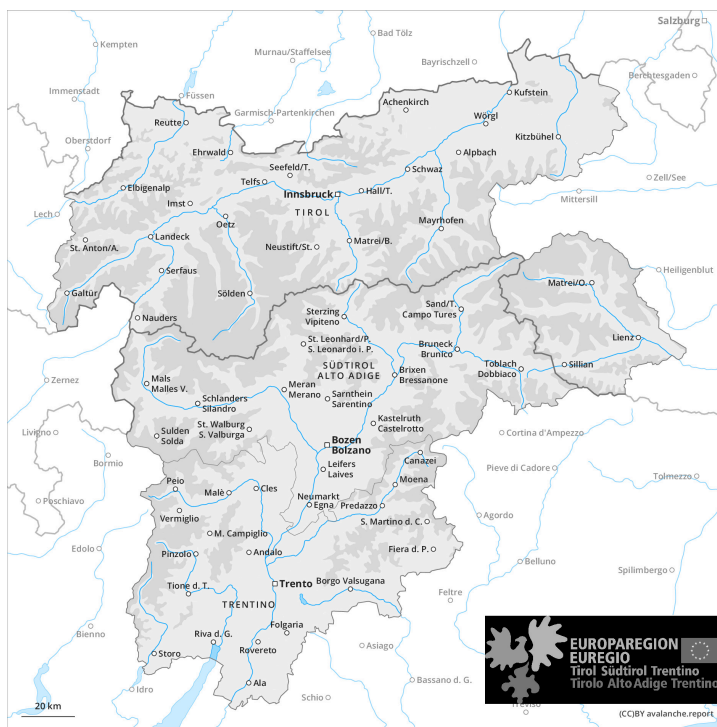 Salzburg
Kempten
Bad Tölz
Murnau/Staffelsee
Bayrischzell
Berchtesgaden
Immenstadt
Füssen
Kufstein
Achenkirch
Garmisch-Partenkirchen
Wörgl
Reutte
Oberstdorf
Kitzbühel
Ehrwald
Alpbach
Seefeld/T.
Schwaz
Telfs
Zell/See
Elbigenalp
Innsbruck
Hall/T.
Mittersill
Imst
TIROL
Lech
Oetz
Mayrhofen
Landeck
St. Anton/A.
Neustift/St.
Matrei/B.
Serfaus
Heiligenblut
Matrei/O.
Galtür
Sölden
Sand/T.
Campo Tures
Nauders
Sterzing
Vipiteno
St. Leonhard/P.
S. Leonardo i. P.
Bruneck
Brunico
Lienz
SÜDTIROL
ALTO ADIGE
Brixen
Bressanone
Toblach
Dobbiaco
Sillian
Zernez
Mals
Malles V.
Meran
Merano
Schlanders
Silandro
Sarnthein
Sarentino
St. Walburg
S. Valburga
Kastelruth
Castelrotto
Livigno
Sulden
Solda
Cortina d'Ampezzo
Bozen
Bolzano
Bormio
Canazei
Leifers
Laives
Pieve di Cadore
Tolmezzo
Peio
Moena
Malè
Cles
Poschiavo
Neumarkt
Egna
Predazzo
Vermiglio
S. Martino d. C.
Agordo
M. Campiglio
Edolo
Pinzolo
Andalo
Fiera d. P.
Belluno
Spilimbergo
Tione d. T.
Trento
Borgo Valsugana
TRENTINO
Feltre
Folgaria
Bienno
Riva d. G.
Rovereto
Asiago
Storo
Ala
Idro
Schio
Bassano d. G.
Treviso
EUROPAREGION
EUREGIO
Tirol Südtirol Trentino
Tirolo Alto Adige Trentino
20 km
(CC)BY avalanche.report